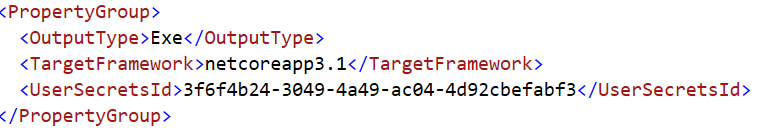 <PropertyGroup>
<OutputType>Exe</OutputType>
<TargetFramework>netcoreapp3.1</TargetFramework>
<UserSecretsId>3f6f4b24-3049-4a49-ac04-4d92cbefabf3</UserSecretsId>
</PropertyGroup>